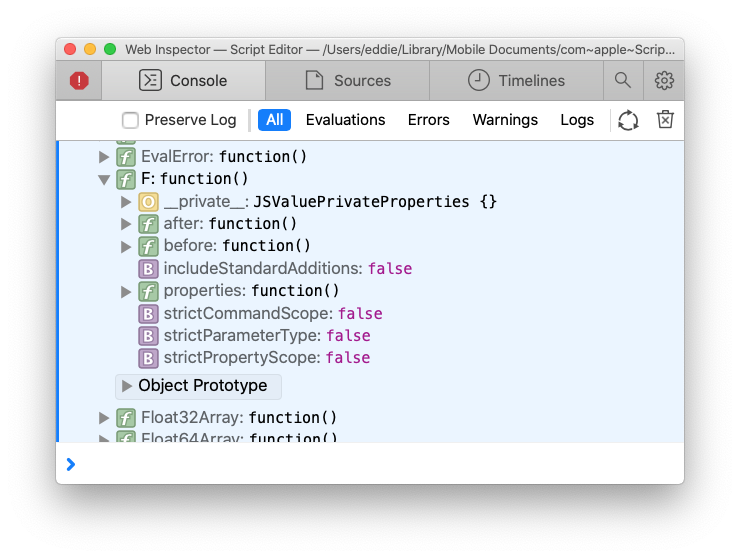 Web Inspector — Script Editor — /Users/eddie/Library/Mobile Documents/com~apple~Scrip...
Console Sources Timelines
Preserve Log All Evaluations Errors Warnings Logs
f EvalError: function()
f F: function()
O __private__: JSValuePrivateProperties {}
f after: function()
f before: function()
B includeStandardAdditions: false
f properties: function()
B strictCommandScope: false
B strictParameterType: false
B strictPropertyScope: false
Object Prototype
f Float32Array: function()
f Float64Array: function()